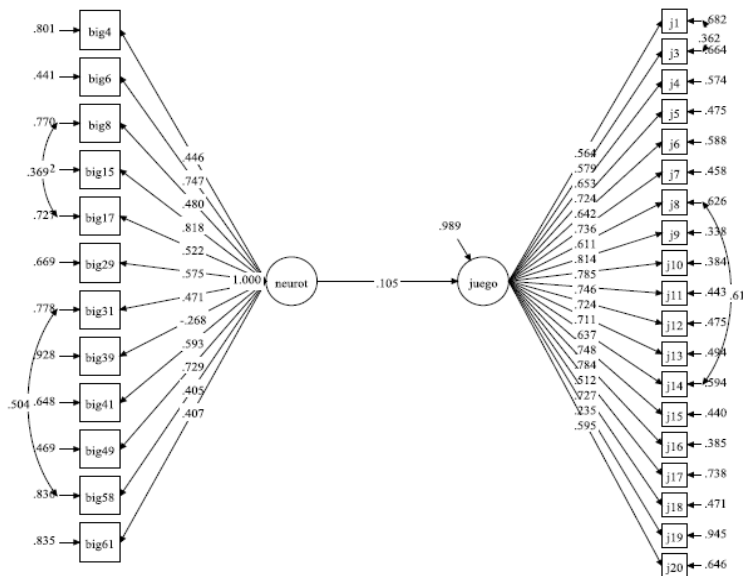 .801 big4
.441 big6
.770 big8
big15
.369
.727 big17
.669 big29
.778 big31
.928 big39
.648 big41
.504
.469 big49
.836 big58
.835 big61
.446
.747
.480
.818
.522
.575
.471
-.268
.593
.729
.405
.407
1.000
neurot
.105
.989
juego
.564
.579
.653
.724
.642
.736
.611
.814
.785
.746
.724
.711
.637
.748
.784
.512
.727
.235
.595
j1 .682
.362
j3 .664
j4 .574
j5 .475
j6 .588
j7 .458
j8 .626
j9 .338
j10 .384
j11 .443
.61
j12 .475
j13 .494
j14 .594
j15 .440
j16 .385
j17 .738
j18 .471
j19 .945
j20 .646